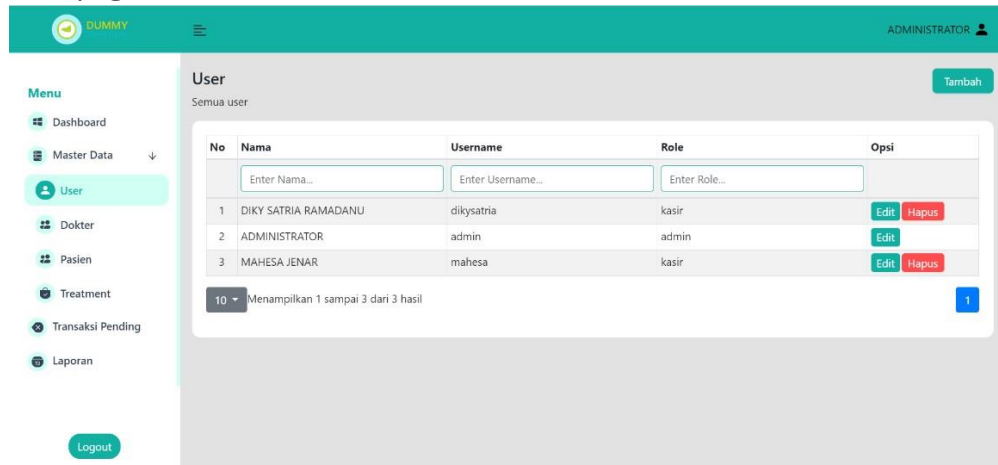 DUMMY
ADMINISTRATOR
Menu
Dashboard
Master Data
User
Dokter
Pasien
Treatment
Transaksi Pending
Laporan
Logout
User
Semua user
Tambah
No Nama Username Role Opsi
Enter Nama... Enter Username... Enter Role...
1 DIKY SATRIA RAMADANU dikysatria kasir Edit Hapus
2 ADMINISTRATOR admin admin Edit
3 MAHESA JENAR mahesa kasir Edit Hapus
10 Menampilkan 1 sampai 3 dari 3 hasil 1